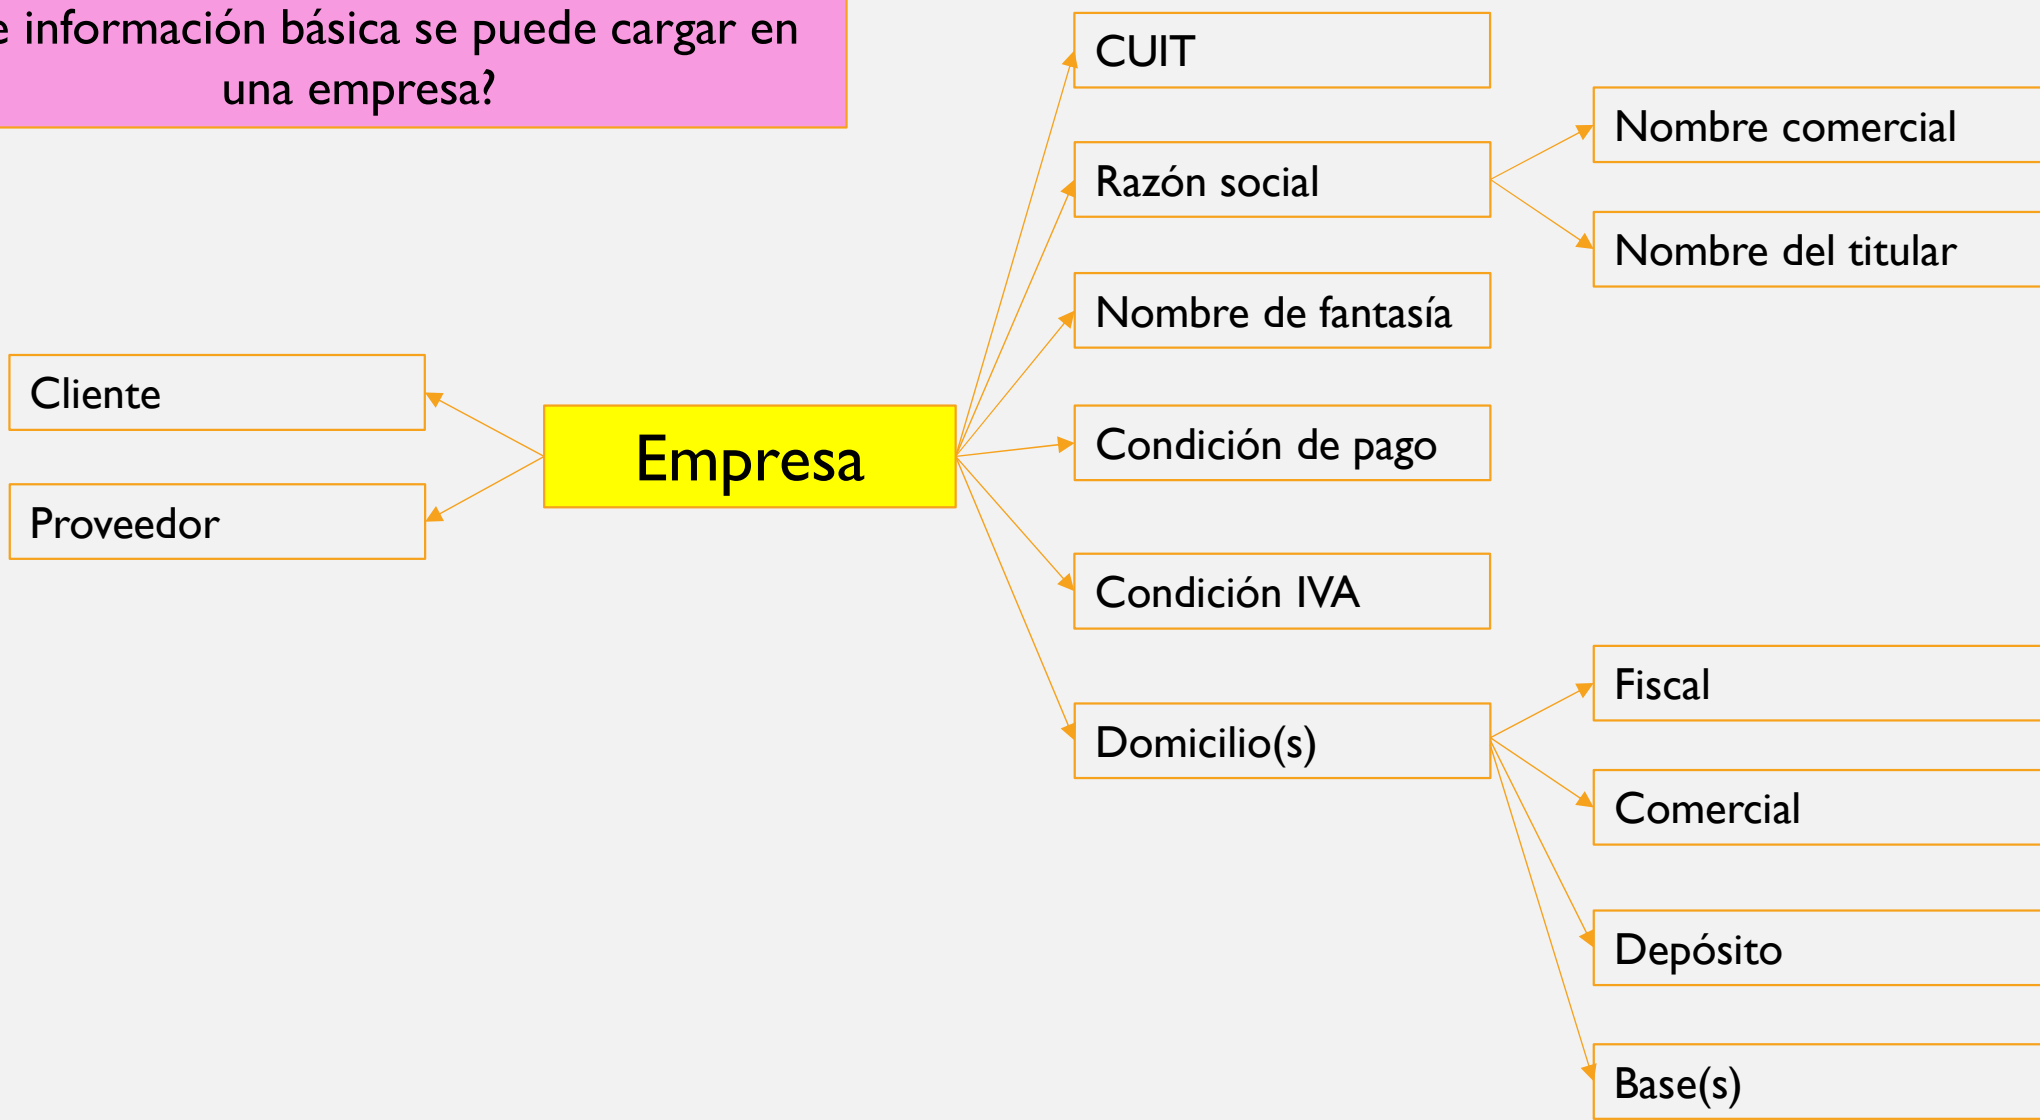 información básica se puede cargar en
una empresa?
CUIT
Nombre comercial
Razón social
Nombre del titular
Nombre de fantasía
Cliente
Condición de pago
Empresa
Proveedor
Condición IVA
Fiscal
Domicilio(s)
Comercial
Depósito
Base(s)